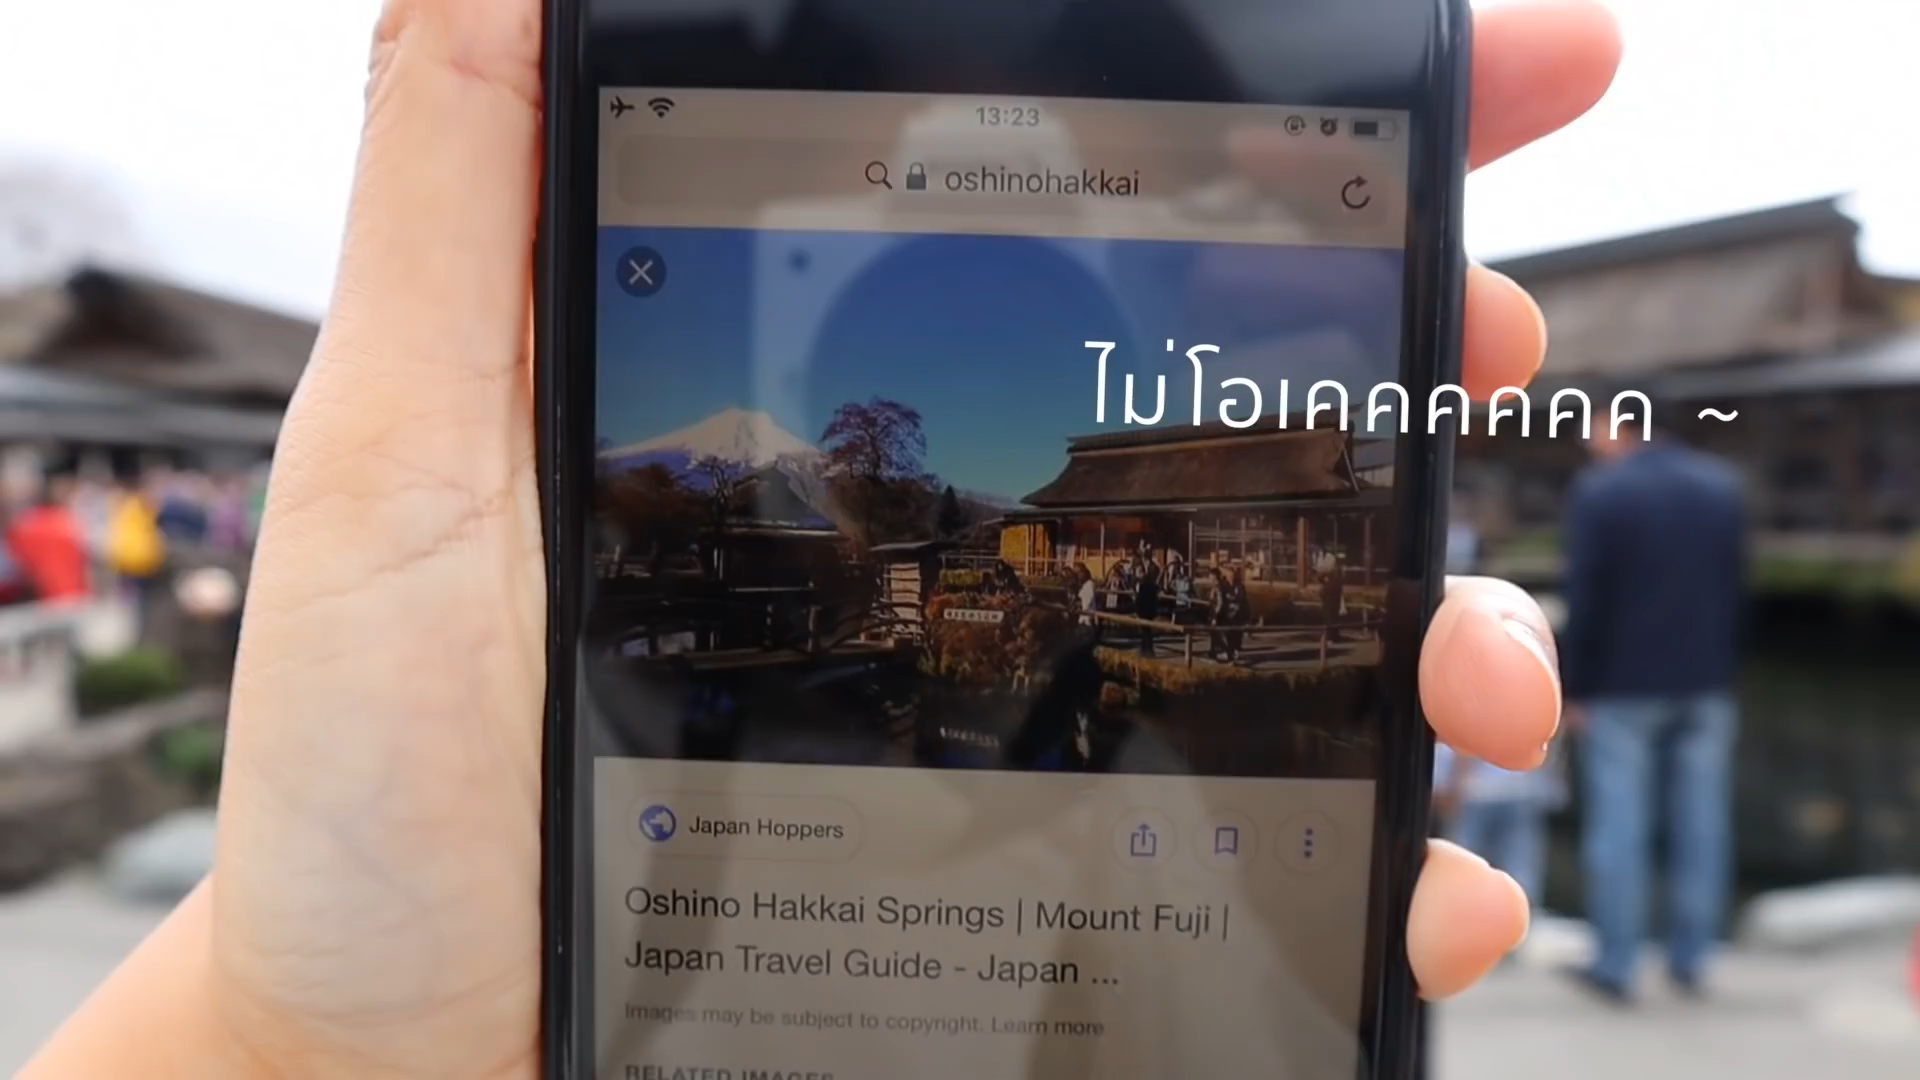 13:23
oshinohakkai
ไม่โอเคคคคคค ~
Japan Hoppers
Oshino Hakkai Springs | Mount Fuji |
Japan Travel Guide - Japan ...
Images may be subject to copyright. Learn more
RELATED IMAGES